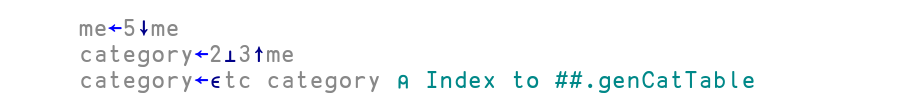 me←5↓me
category←2⊥3↑me
category←∊tc category ⍝ Index to ##.genCatTable